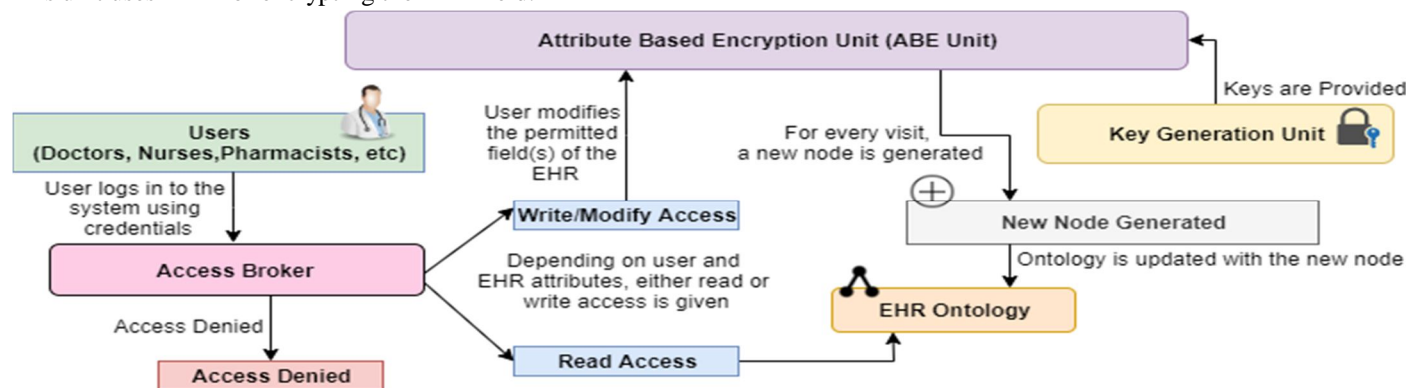 Attribute Based Encryption Unit (ABE Unit)
Keys are Provided
Key Generation Unit
Users
(Doctors, Nurses,Pharmacists, etc)
User modifies
the permitted
field(s) of the
EHR
For every visit,
a new node is generated
User logs in to the
system using
credentials
Write/Modify Access
New Node Generated
Access Broker
Depending on user and
EHR attributes, either read or
write access is given
Ontology is updated with the new node
EHR Ontology
Access Denied
Read Access
Access Denied